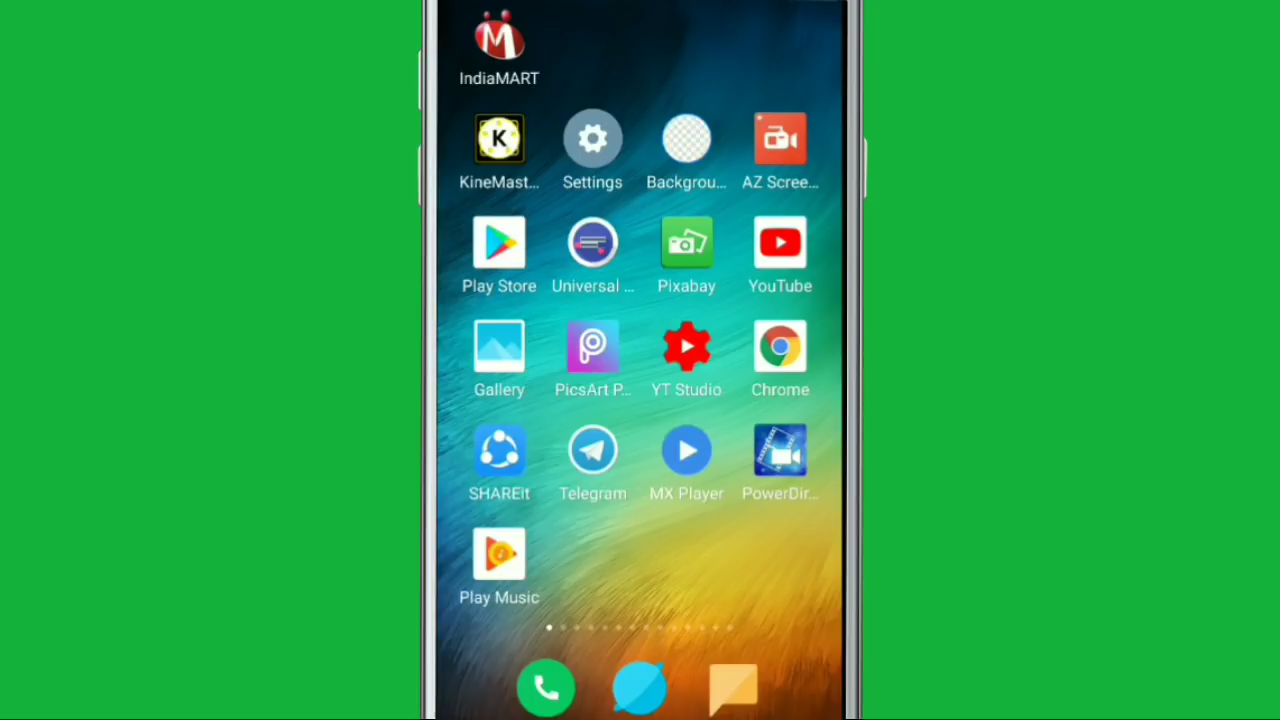 IndiaMART
KineMast... Settings Backgrou... AZ Scree...
Play Store Universal ... Pixabay YouTube
Gallery PicsArt P... YT Studio Chrome
SHAREit Telegram MX Player PowerDir...
Play Music